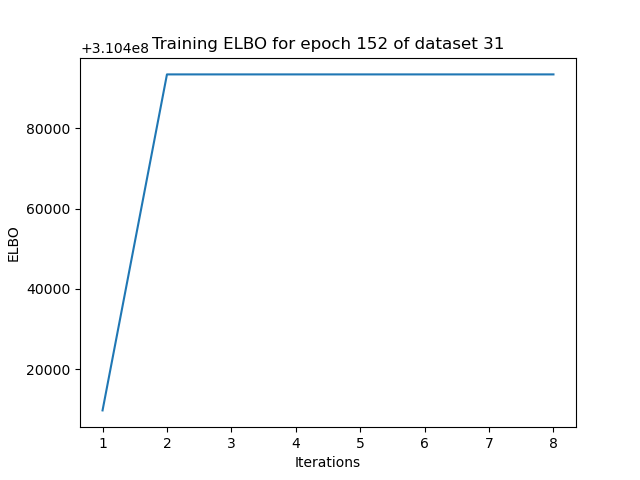 +3.104e8
Training ELBO for epoch 152 of dataset 31
80000
60000
40000
20000
ELBO
1 2 3 4 5 6 7 8
Iterations